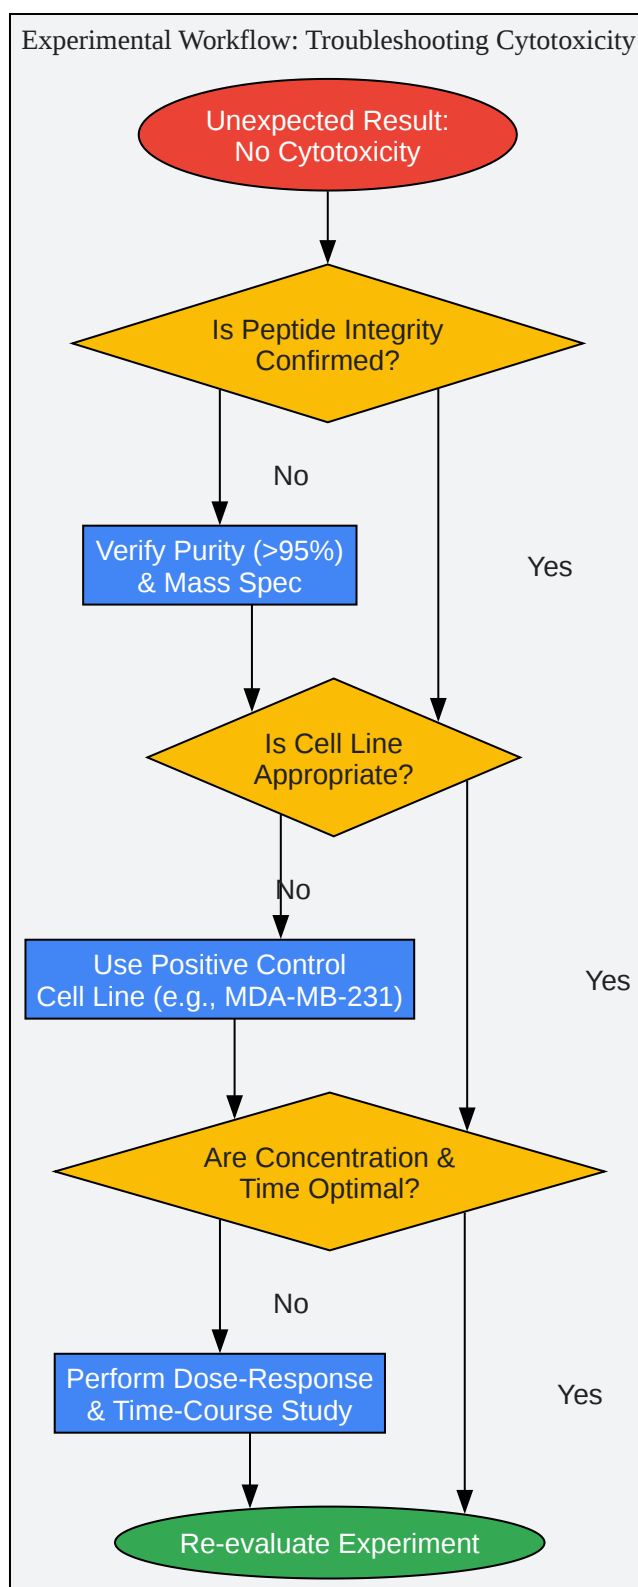 Experimental Workflow: Troubleshooting Cytotoxicity
Unexpected Result:
No Cytotoxicity
Is Peptide Integrity
Confirmed?
No
Verify Purity (>95%)
& Mass Spec
Yes
Is Cell Line
Appropriate?
No
Use Positive Control
Cell Line (e.g., MDA-MB-231)
Yes
Are Concentration &
Time Optimal?
No
Perform Dose-Response
& Time-Course Study
Yes
Re-evaluate Experiment